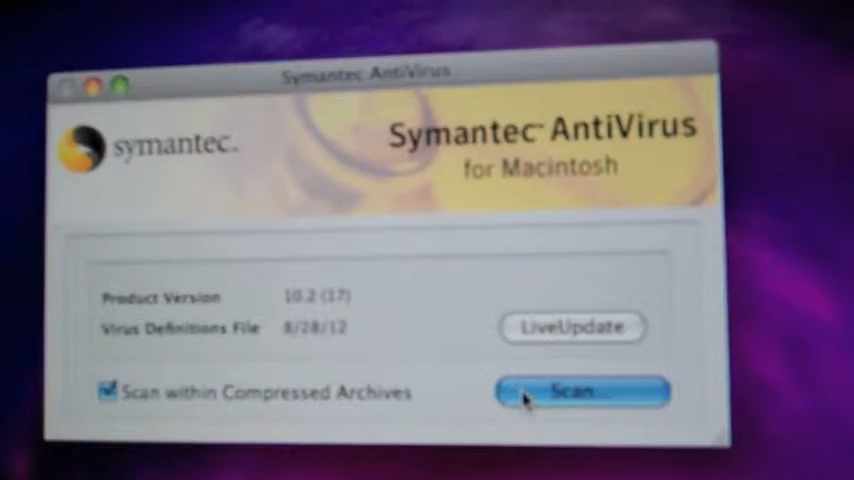 Symantec AntiVirus
symantec.
Symantec™ AntiVirus
for Macintosh
Product Version 10.2 (17)
Virus Definitions File 8/28/12
LiveUpdate
Scan within Compressed Archives
Scan...